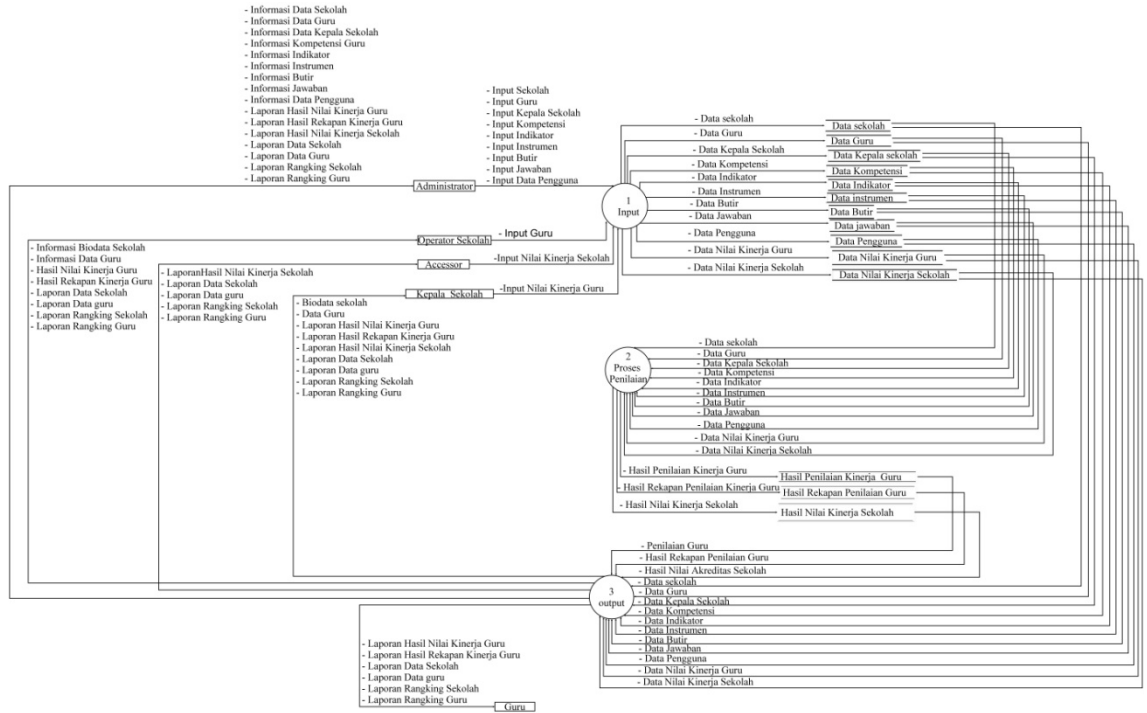 - Informasi Data Sekolah
- Informasi Data Guru
- Informasi Data Kepala Sekolah
- Informasi Kompetensi Guru
- Informasi Indikator
- Informasi Instrumen
- Informasi Butir
- Informasi Jawaban
- Informasi Data Pengguna
- Laporan Hasil Nilai Kinerja Guru
- Laporan Hasil Rekapan Kinerja Guru
- Laporan Hasil Nilai Kinerja Sekolah
- Laporan Data Sekolah
- Laporan Data Guru
- Laporan Rangking Sekolah
- Laporan Rangking Guru
Administrator
- Input Sekolah
- Input Guru
- Input Kepala Sekolah
- Input Kompetensi
- Input Indikator
- Input Instrumen
- Input Butir
- Input Jawaban
- Input Data Pengguna
1
Input
- Data sekolah
- Data Guru
- Data Kepala Sekolah
- Data Kompetensi
- Data Indikator
- Data Instrumen
- Data Butir
- Data Jawaban
- Data Pengguna
- Data Nilai Kinerja Guru
- Data Nilai Kinerja Sekolah
Data sekolah
Data Guru
Data Kepala sekolah
Data Kompetensi
Data Indikator
Data instrumen
Data Butir
Data jawaban
Data Pengguna
Data Nilai Kinerja Guru
Data Nilai Kinerja Sekolah
Operator Sekolah
- Input Guru
Accessor
-Input Nilai Kinerja Sekolah
Kepala Sekolah
-Input Nilai Kinerja Guru
- Informasi Biodata Sekolah
- Informasi Data Guru
- Hasil Nilai Kinerja Guru
- Hasil Rekapan Kinerja Guru
- Laporan Data Sekolah
- Laporan Data guru
- Laporan Rangking Sekolah
- Laporan Rangking Guru
- LaporanHasil Nilai Kinerja Sekolah
- Laporan Data Sekolah
- Laporan Data guru
- Laporan Rangking Sekolah
- Laporan Rangking Guru
- Biodata sekolah
- Data Guru
- Laporan Hasil Nilai Kinerja Guru
- Laporan Hasil Rekapan Kinerja Guru
- Laporan Hasil Nilai Kinerja Sekolah
- Laporan Data Sekolah
- Laporan Data guru
- Laporan Rangking Sekolah
- Laporan Rangking Guru
2
Proses
Penilaian
- Data sekolah
- Data Guru
- Data Kepala Sekolah
- Data Kompetensi
- Data Indikator
- Data Instrumen
- Data Butir
- Data Jawaban
- Data Pengguna
- Data Nilai Kinerja Guru
- Data Nilai Kinerja Sekolah
- Hasil Penilaian Kinerja Guru
- Hasil Rekapan Penilaian Kinerja Guru
- Hasil Nilai Kinerja Sekolah
Hasil Penilaian Kinerja Guru
Hasil Rekapan Penilaian Guru
Hasil Nilai Kinerja Sekolah
- Penilaian Guru
- Hasil Rekapan Penilaian Guru
- Hasil Nilai Akreditas Sekolah
- Data sekolah
- Data Guru
- Data Kepala Sekolah
- Data Kompetensi
- Data Indikator
- Data Instrumen
- Data Butir
- Data Jawaban
- Data Pengguna
- Data Nilai Kinerja Guru
- Data Nilai Kinerja Sekolah
3
output
- Laporan Hasil Nilai Kinerja Guru
- Laporan Hasil Rekapan Kinerja Guru
- Laporan Data Sekolah
- Laporan Data guru
- Laporan Rangking Sekolah
- Laporan Rangking Guru
Guru